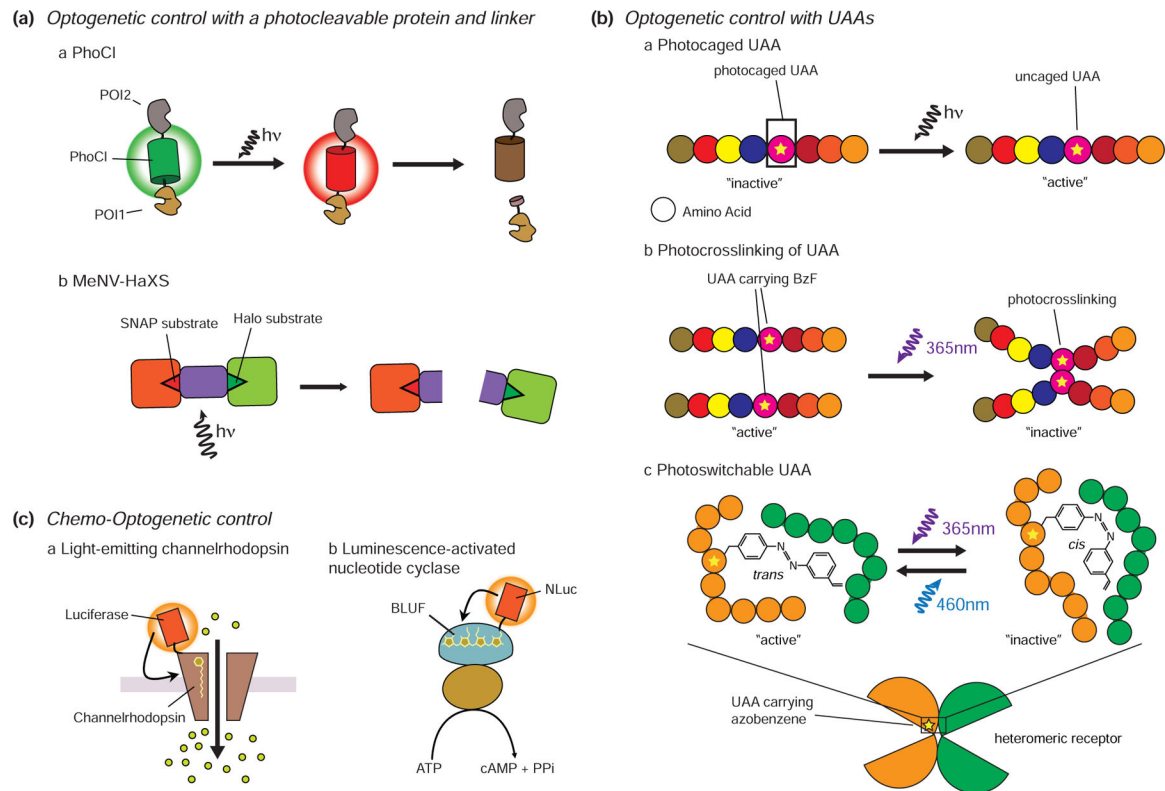 (a) Optogenetic control with a photocleavable protein and linker
a PhoCl
POI2
hν
PhoCl
POI1
b MeNV-HaXS
SNAP substrate
Halo substrate
hν
(c) Chemo-Optogenetic control
a Light-emitting channelrhodopsin
Luciferase
Channelrhodopsin
b Luminescence-activated
nucleotide cyclase
NLuc
BLUF
ATP
cAMP + PPi
(b) Optogenetic control with UAAs
a Photocaged UAA
photocaged UAA
uncaged UAA
hν
"inactive"
"active"
Amino Acid
b Photocrosslinking of UAA
UAA carrying BzF
photocrosslinking
365nm
"active"
"inactive"
c Photoswitchable UAA
N
N
trans
365nm
460nm
N
N
cis
"active"
"inactive"
UAA carrying
azobenzene
heteromeric receptor